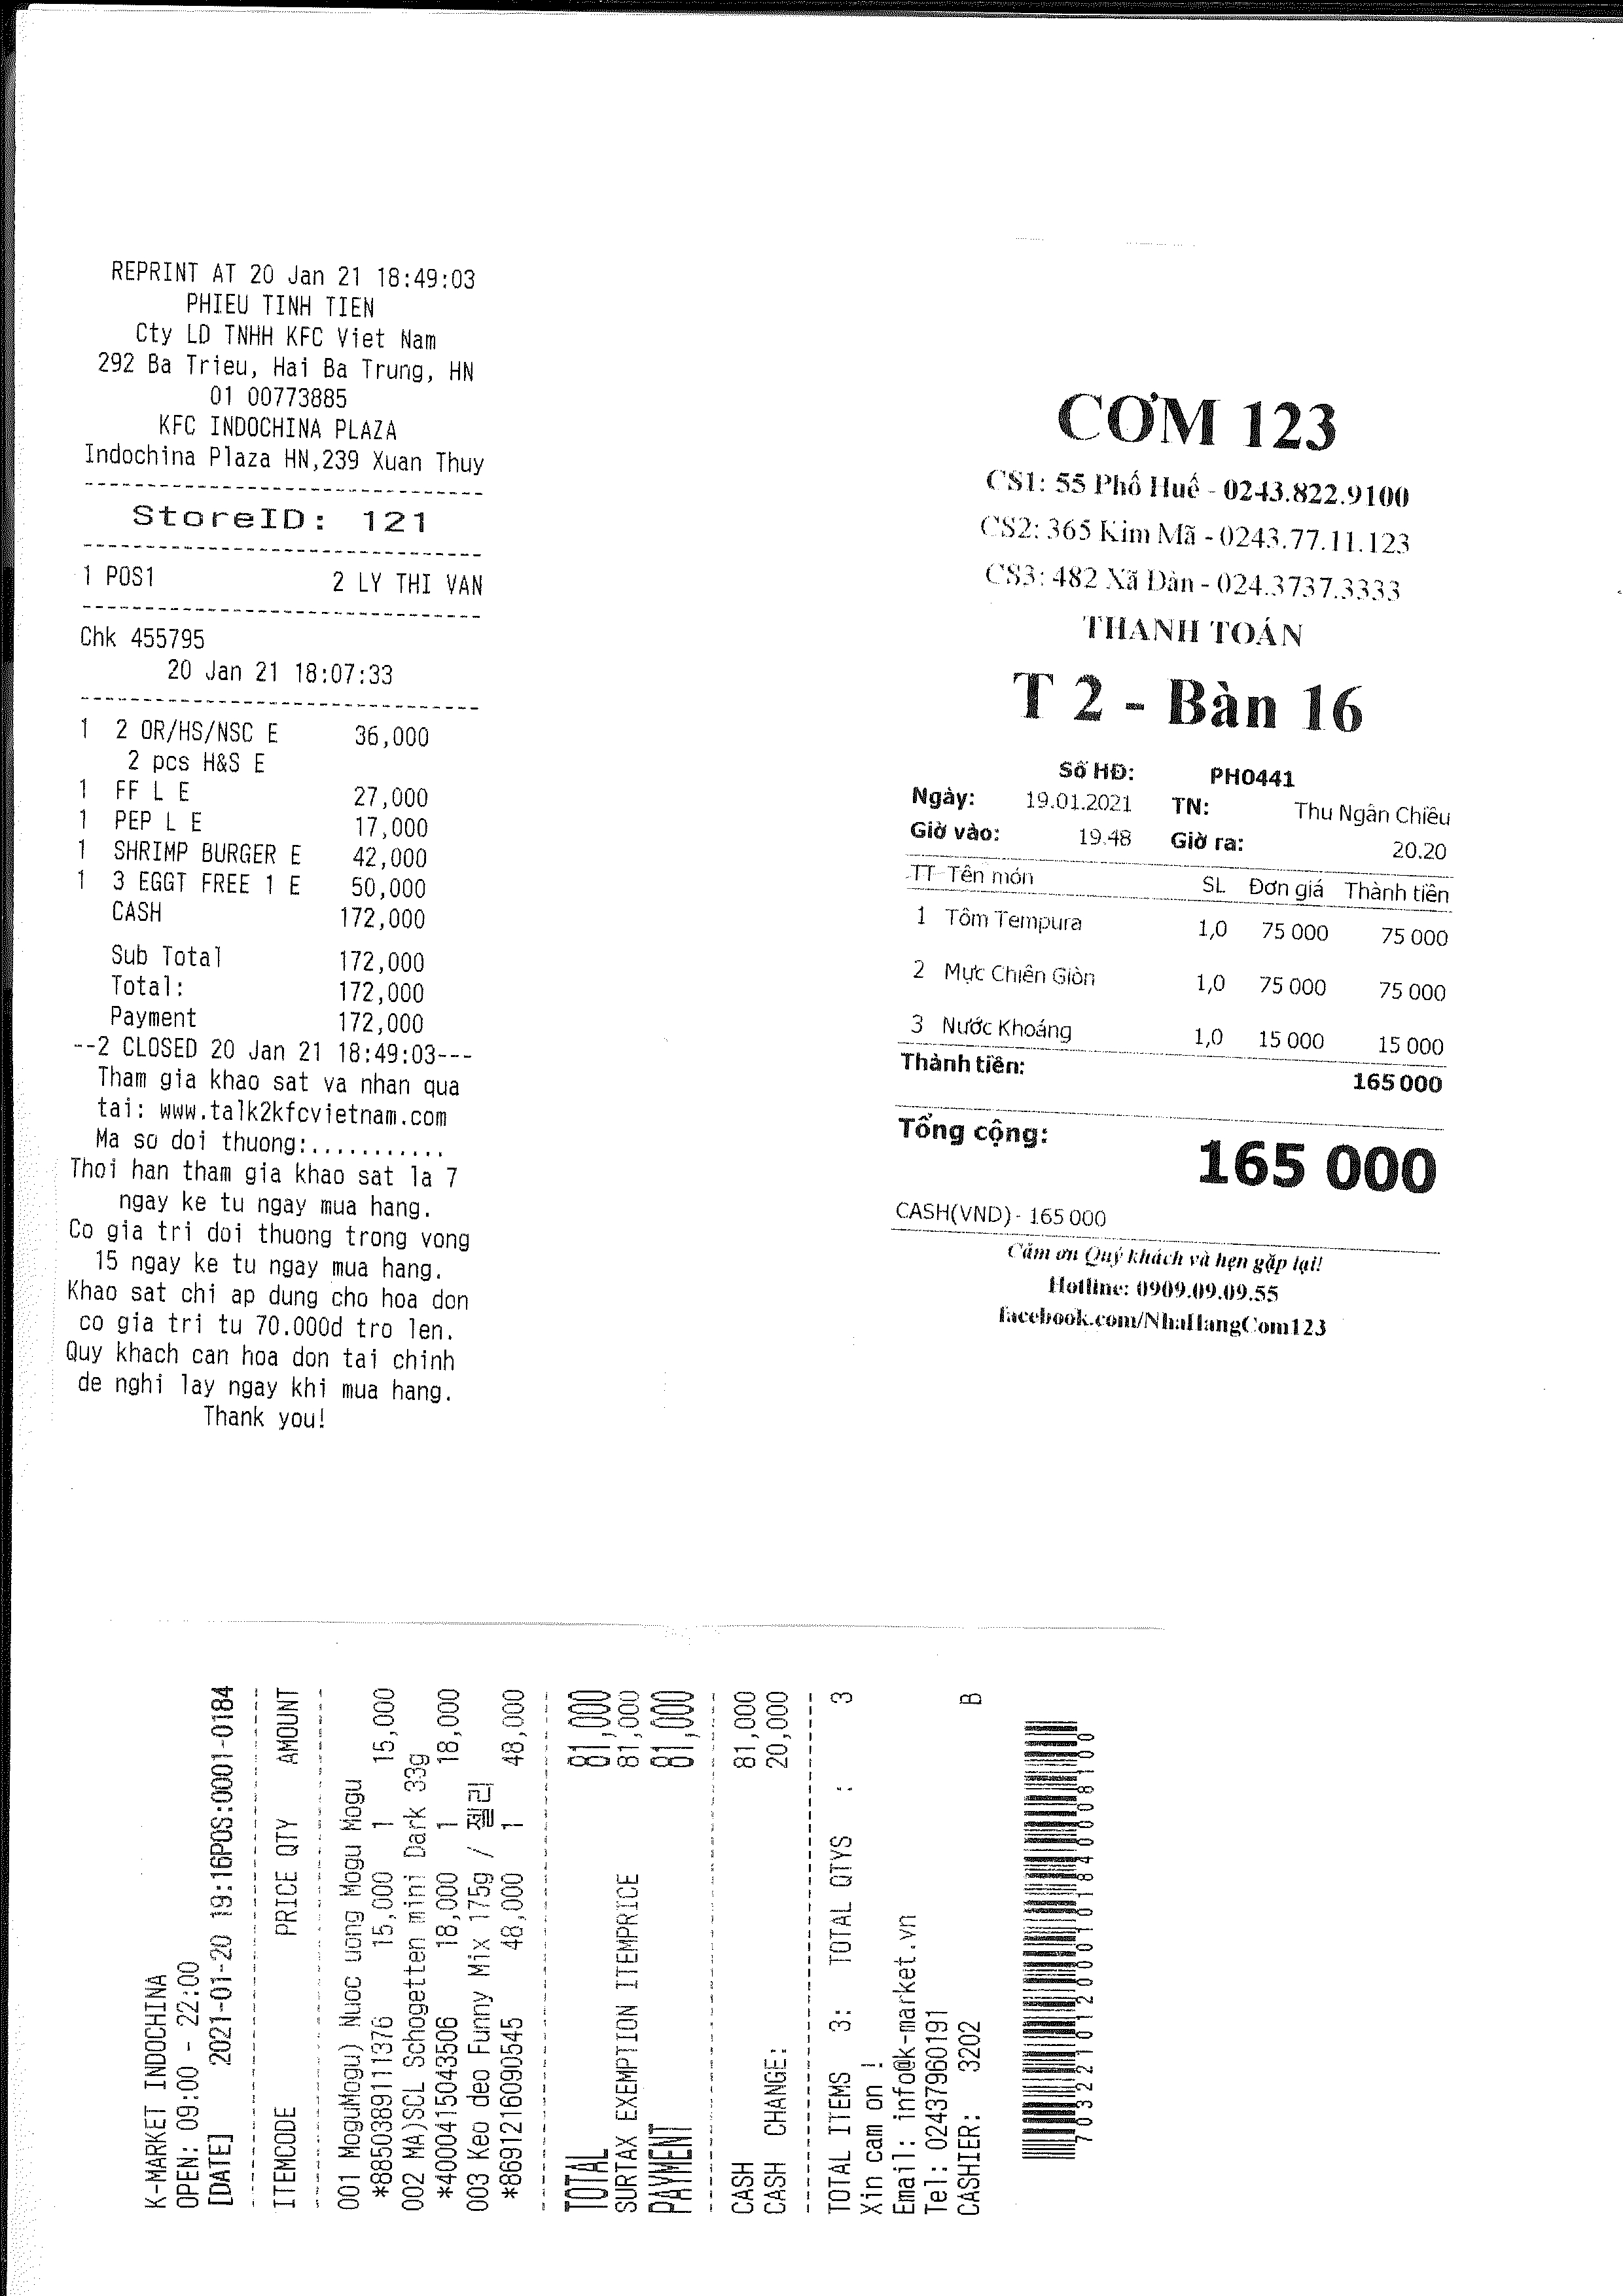 REPRINT AT 20 Jan 21 18:49:03
PHIEU TINH TIEN
Cty LD TNHH KFC Viet Nam
292 Ba Trieu, Hai Ba Trung, HN
01 00773885
KFC INDOCHINA PLAZA
Indochina Plaza HN,239 Xuan Thuy
StoreID: 121
1 POS1 2 LY THI VAN
Chk 455795
20 Jan 21 18:07:33
1 2 OR/HS/NSC E 36,000
2 pcs H&S E
1 FF L E 27,000
1 PEP L E 17,000
1 SHRIMP BURGER E 42,000
1 3 EGGT FREE 1 E 50,000
CASH 172,000
Sub Total 172,000
Total: 172,000
Payment 172,000
--2 CLOSED 20 Jan 21 18:49:03---
Tham gia khao sat va nhan qua
tai: www.talk2kfcvietnam.com
Ma so doi thuong:...........
Thoi han tham gia khao sat la 7
ngay ke tu ngay mua hang.
Co gia tri doi thuong trong vong
15 ngay ke tu ngay mua hang.
Khao sat chi ap dung cho hoa don
co gia tri tu 70.000d tro len.
Quy khach can hoa don tai chinh
de nghi lay ngay khi mua hang.
Thank you!
CƠM 123
CS1: 55 Phố Huế - 0243.822.9100
CS2: 365 Kim Mã - 0243.77.11.123
CS3: 482 Xã Đàn - 024.3737.3333
THANH TOÁN
T 2 - Bàn 16
Số HĐ: PH0441
Ngày: 19.01.2021 TN: Thu Ngân Chiều
Giờ vào: 19.48 Giờ ra: 20.20
TT Tên món SL Đơn giá Thành tiền
1 Tôm Tempura 1,0 75 000 75 000
2 Mực Chiên Giòn 1,0 75 000 75 000
3 Nước Khoáng 1,0 15 000 15 000
Thành tiền: 165 000
Tổng cộng: 165 000
CASH(VND) - 165 000
Cảm ơn Quý khách và hẹn gặp lại!
Hotline: 0909.09.09.55
facebook.com/NhaHangCom123
K-MARKET INDOCHINA
OPEN: 09:00 - 22:00
[DATE] 2021-01-20 19:16POS:0001-0184
ITEMCODE PRICE QTY AMOUNT
001 MoguMogu) Nuoc uong Mogu Mogu
*8850389111376 15,000 1 15,000
002 MA)SCL Schogetten mini Dark 33g
*4000415043506 18,000 1 18,000
003 Keo deo Funny Mix 175g / 젤리
*8691216090545 48,000 1 48,000
TOTAL 81,000
SURTAX EXEMPTION ITEMPRICE 81,000
PAYMENT 81,000
CASH 81,000
CASH CHANGE: 20,000
TOTAL ITEMS 3: TOTAL QTYS : 3
Xin cam on !
Email: info@k-market.vn
Tel: 02437960191
CASHIER: 3202 B
703221012000101840008100